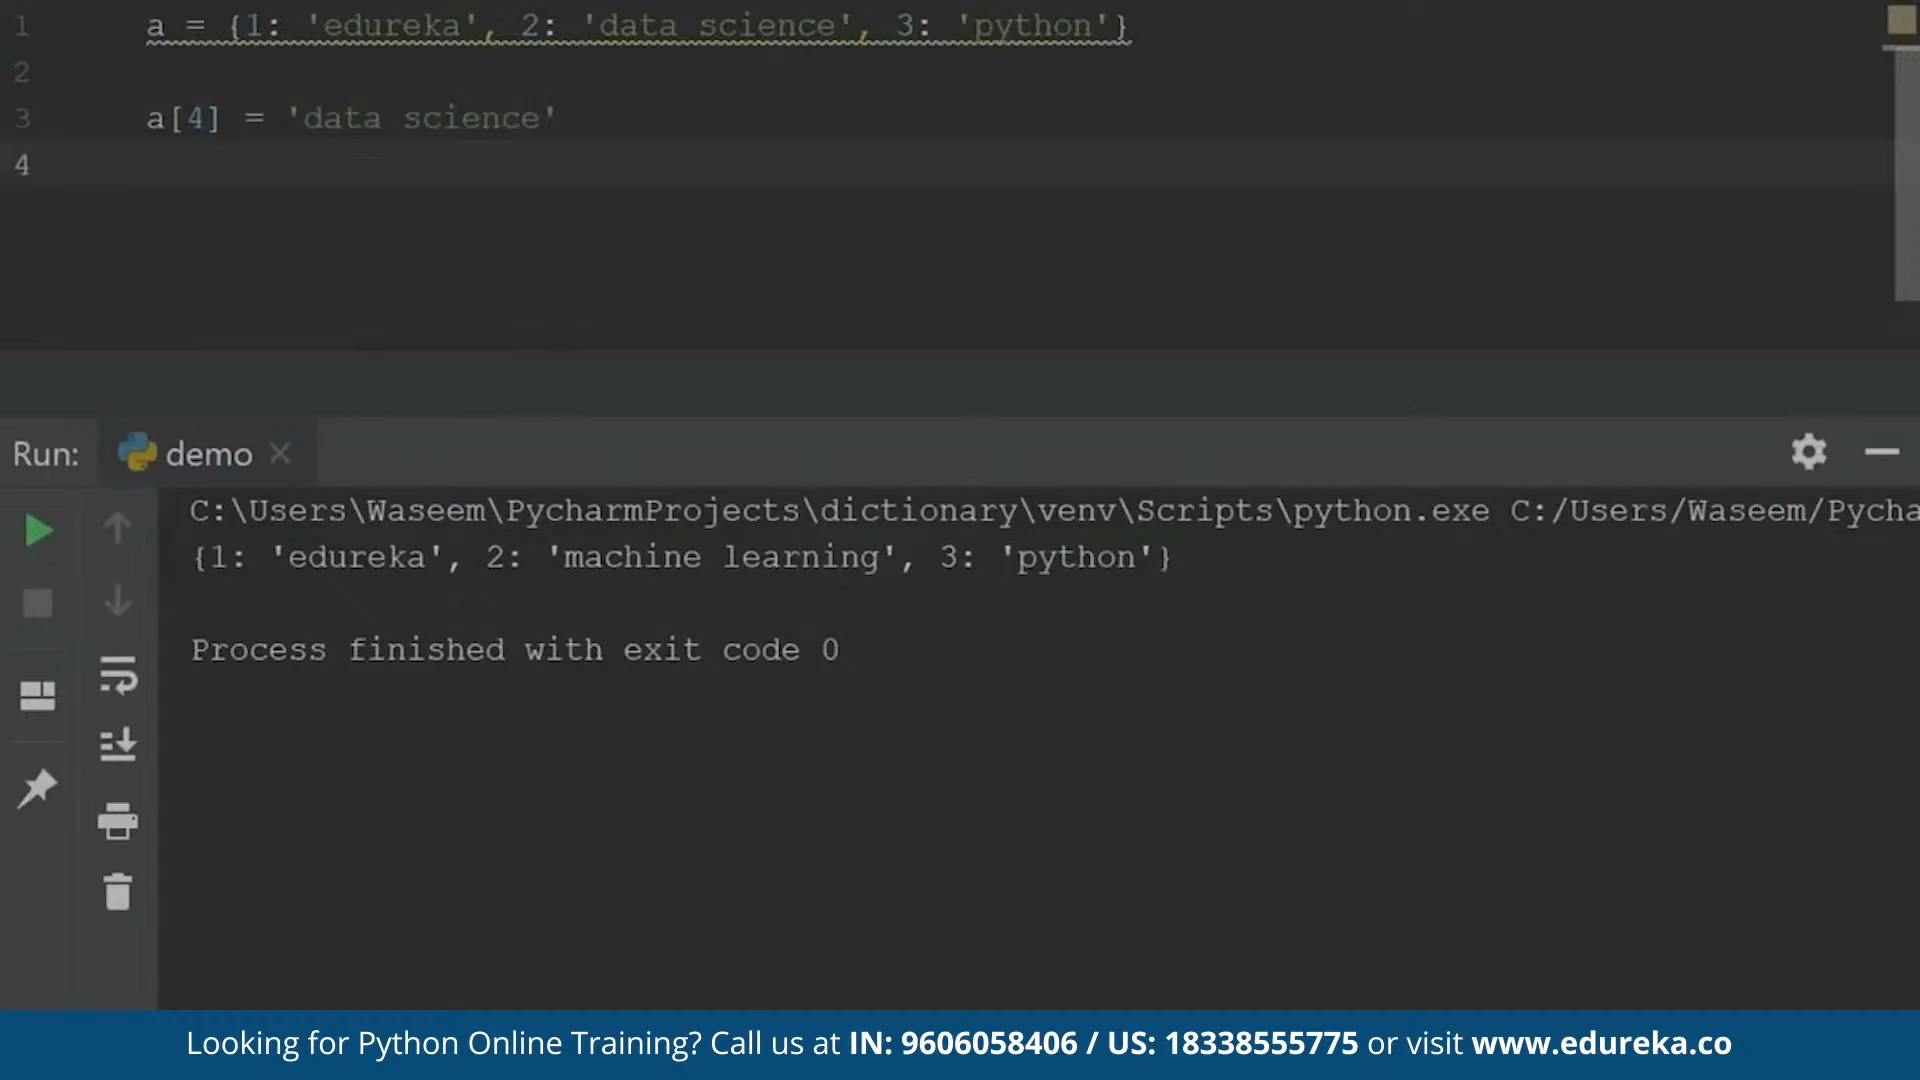 1 a = {1: 'edureka', 2: 'data science', 3: 'python'}
2
3 a[4] = 'data science'
4
Run: demo
C:\Users\Waseem\PycharmProjects\dictionary\venv\Scripts\python.exe C:/Users/Waseem/Pycha
{1: 'edureka', 2: 'machine learning', 3: 'python'}
Process finished with exit code 0
Looking for Python Online Training? Call us at IN: 9606058406 / US: 18338555775 or visit www.edureka.co